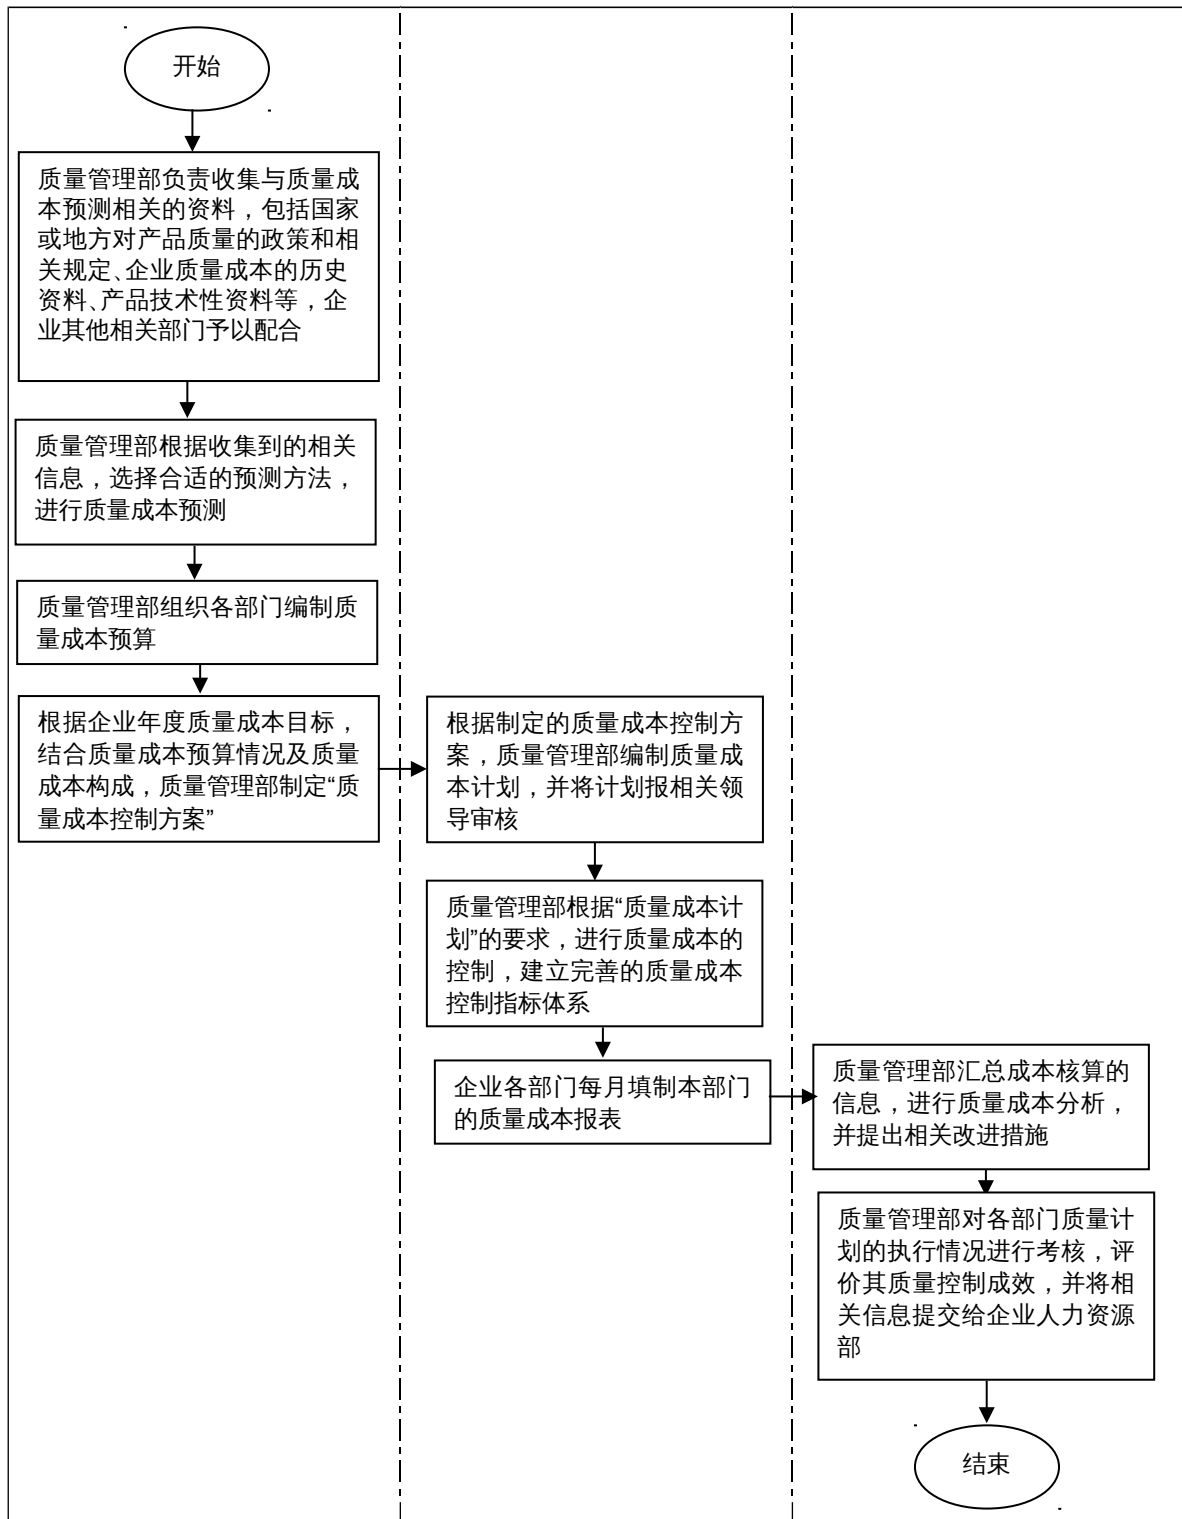 开始
质量管理部负责收集与质量成
本预测相关的资料，包括国家
或地方对产品质量的政策和相
关规定、企业质量成本的历史
资料、产品技术性资料等，企
业其他相关部门予以配合
质量管理部根据收集到的相关
信息，选择合适的预测方法，
进行质量成本预测
质量管理部组织各部门编制质
量成本预算
根据企业年度质量成本目标，
结合质量成本预算情况及质量
成本构成，质量管理部制定“质
量成本控制方案”
根据制定的质量成本控制方
案，质量管理部编制质量成
本计划，并将计划报相关领
导审核
质量管理部根据“质量成本计
划”的要求，进行质量成本的
控制，建立完善的质量成本
控制指标体系
企业各部门每月填制本部门
的质量成本报表
质量管理部汇总成本核算的
信息，进行质量成本分析，
并提出相关改进措施
质量管理部对各部门质量计
划的执行情况进行考核，评
价其质量控制成效，并将相
关信息提交给企业人力资源
部
结束